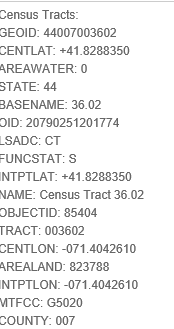 Census Tracts:
GEOID: 44007003602
CENTLAT: +41.8288350
AREAWATER: 0
STATE: 44
BASENAME: 36.02
OID: 20790251201774
LSADC: CT
FUNCSTAT: S
INTPTLAT: +41.8288350
NAME: Census Tract 36.02
OBJECTID: 85404
TRACT: 003602
CENTLON: -071.4042610
AREALAND: 823788
INTPTLON: -071.4042610
MTFCC: G5020
COUNTY: 007